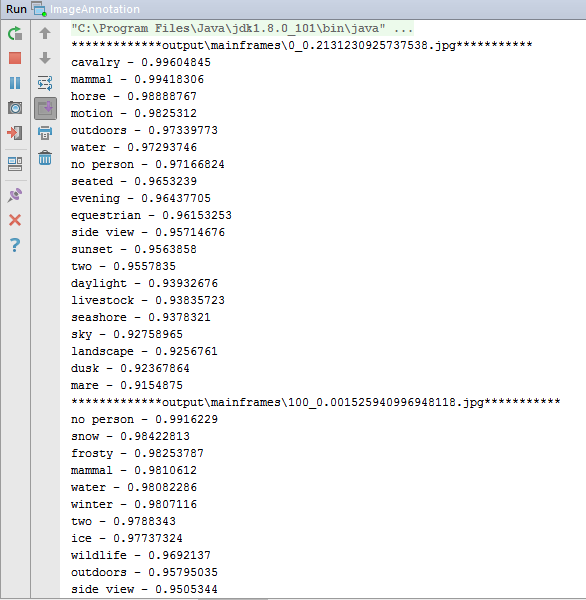 Run ImageAnnotation
"C:\Program Files\Java\jdk1.8.0_101\bin\java" ...
*************output\mainframes\0_0.2131230925737538.jpg***********
cavalry - 0.99604845
mammal - 0.99418306
horse - 0.98888767
motion - 0.9825312
outdoors - 0.97339773
water - 0.97293746
no person - 0.97166824
seated - 0.9653239
evening - 0.96437705
equestrian - 0.96153253
side view - 0.95714676
sunset - 0.9563858
two - 0.9557835
daylight - 0.93932676
livestock - 0.93835723
seashore - 0.9378321
sky - 0.92758965
landscape - 0.9256761
dusk - 0.92367864
mare - 0.9154875
*************output\mainframes\100_0.001525940996948118.jpg***********
no person - 0.9916229
snow - 0.98422813
frosty - 0.98253787
mammal - 0.9810612
water - 0.98082286
winter - 0.9807116
two - 0.9788343
ice - 0.97737324
wildlife - 0.9692137
outdoors - 0.95795035
side view - 0.9505344